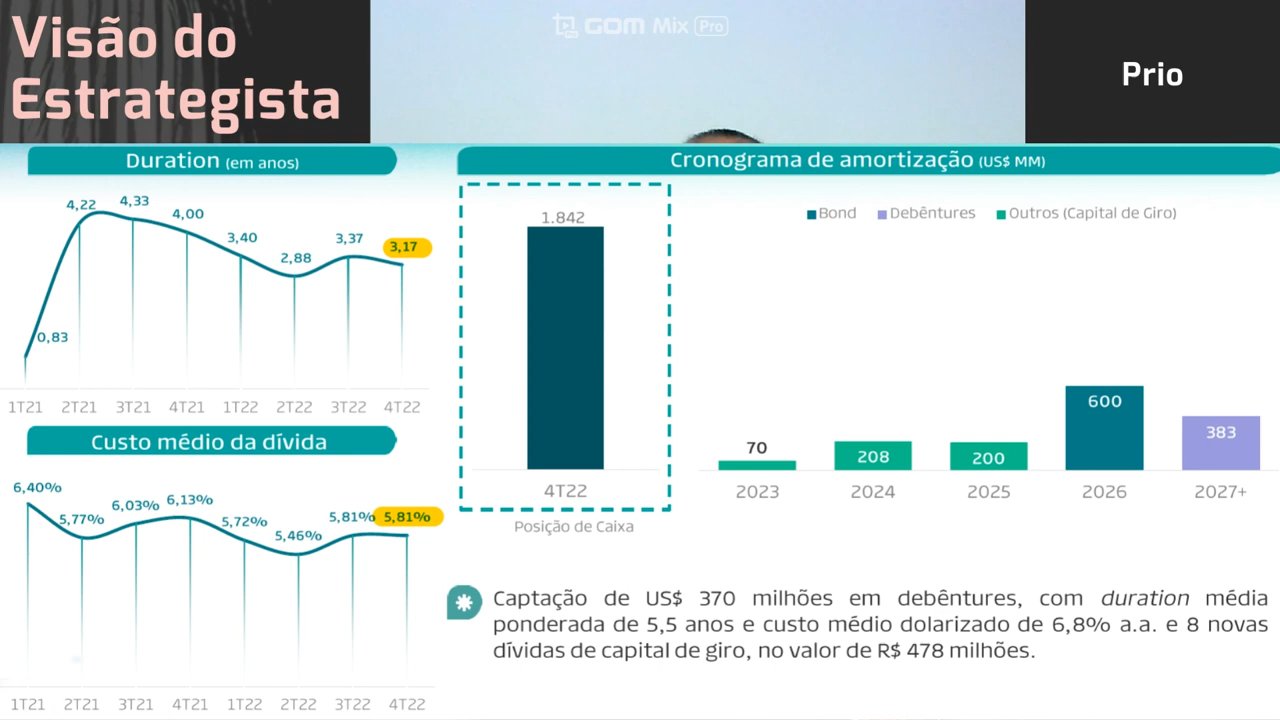 Visão do
Estrategista
GOM Mix Pro
Prio
Duration (em anos)
4,22
4,33
4,00
3,40
2,88
3,37
3,17
0,83
1T21 2T21 3T21 4T21 1T22 2T22 3T22 4T22
Custo médio da dívida
6,40%
5,77%
6,03%
6,13%
5,72%
5,46%
5,81%
5,81%
1T21 2T21 3T21 4T21 1T22 2T22 3T22 4T22
Cronograma de amortização (US$ MM)
1.842
4T22
Posição de Caixa
Bond Debêntures Outros (Capital de Giro)
70
208
200
600
383
2023 2024 2025 2026 2027+
Captação de US$ 370 milhões em debêntures, com duration média
ponderada de 5,5 anos e custo médio dolarizado de 6,8% a.a. e 8 novas
dívidas de capital de giro, no valor de R$ 478 milhões.